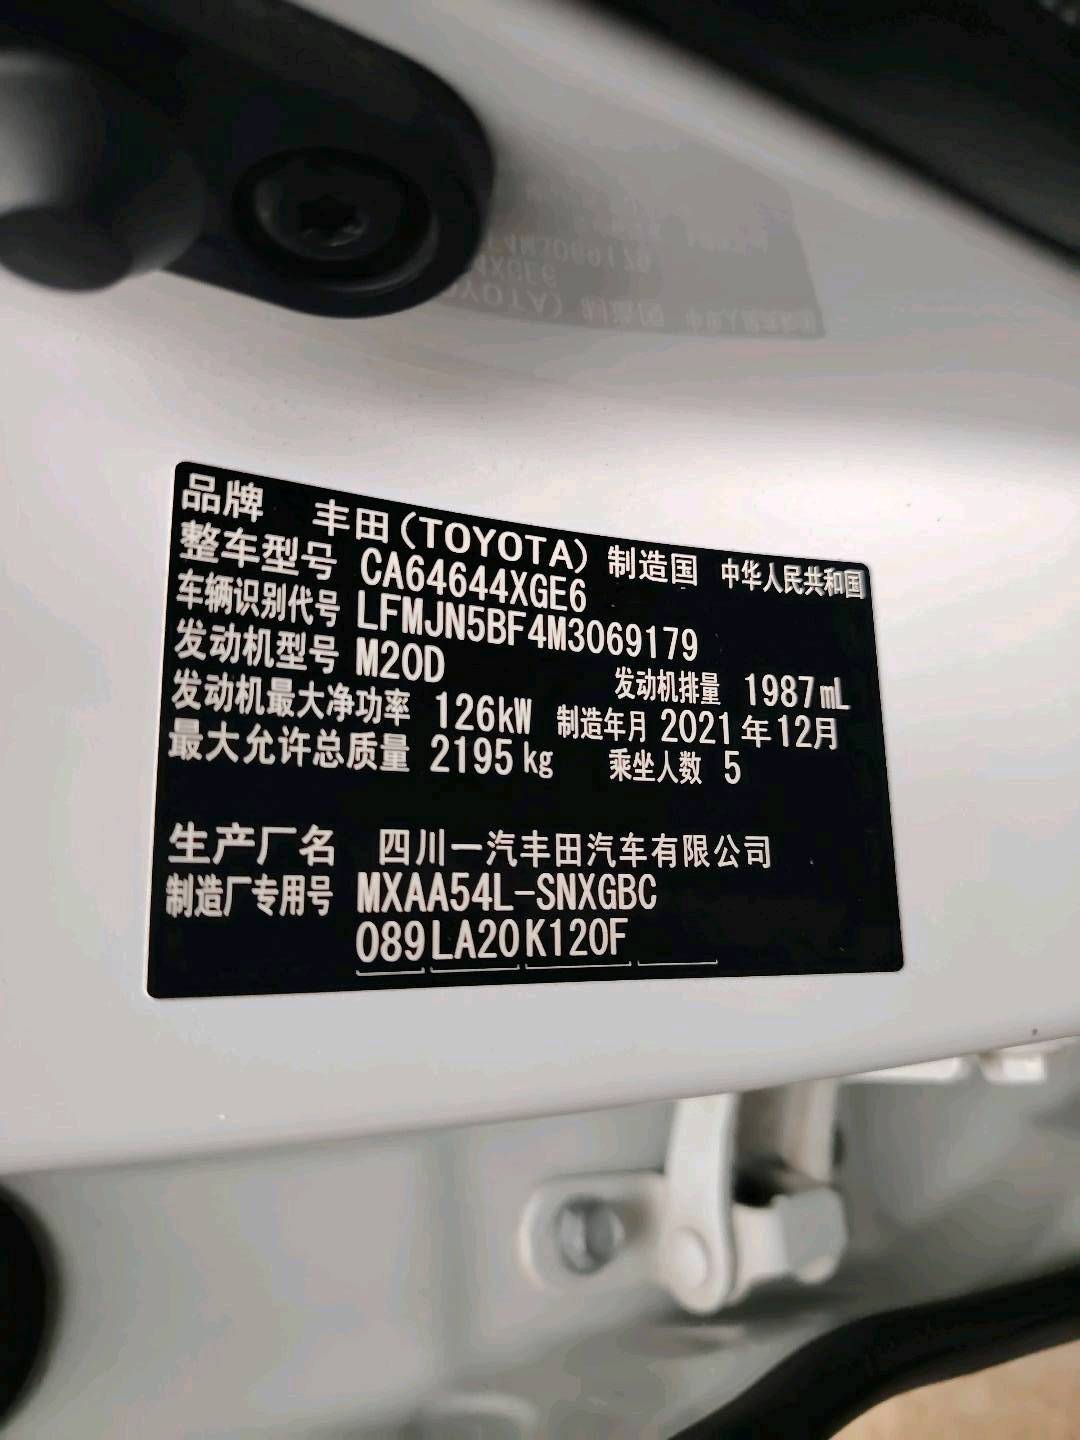 品牌 丰田(TOYOTA) 制造国 中华人民共和国
整车型号 CA64644XGE6
车辆识别代号 LFMJN5BF4M3069179
发动机型号 M20D 发动机排量 1987mL
发动机最大净功率 126kW 制造年月 2021年12月
最大允许总质量 2195kg 乘坐人数 5
生产厂名 四川一汽丰田汽车有限公司
制造厂专用号 MXAA54L-SNXGBC
089 LA20 K120F